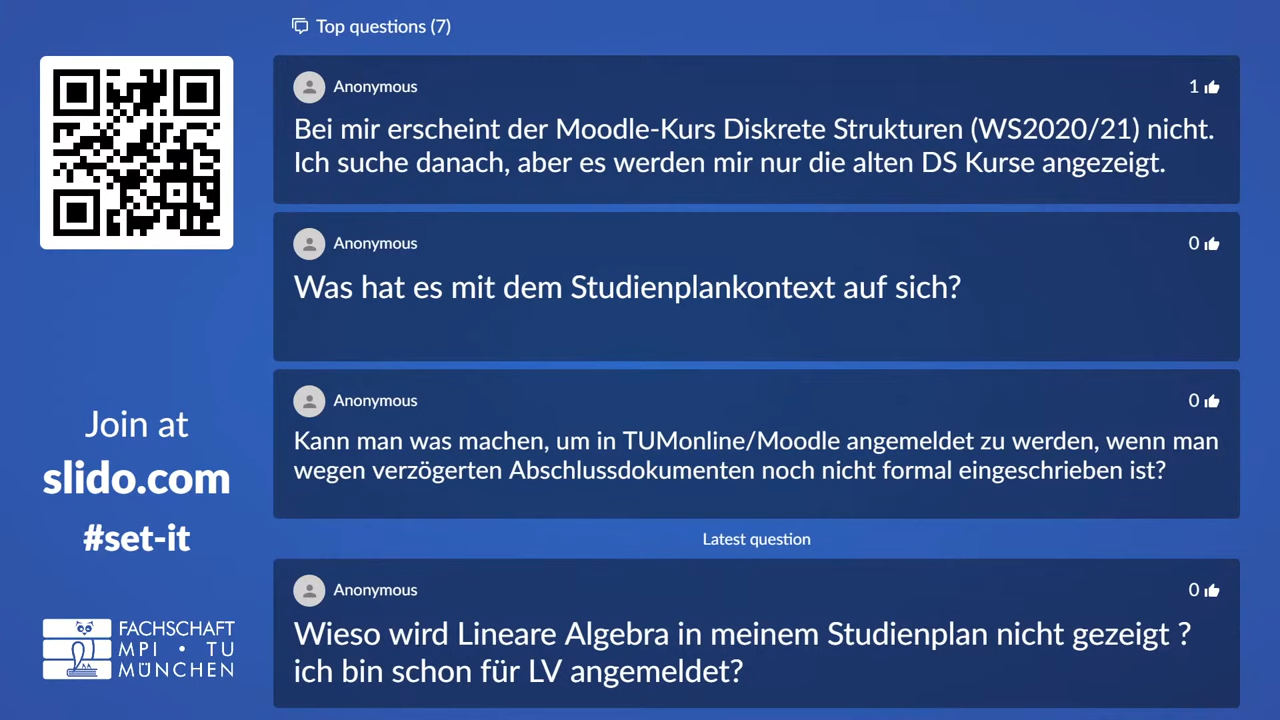 Top questions (7)
Anonymous
1
Bei mir erscheint der Moodle-Kurs Diskrete Strukturen (WS2020/21) nicht.
Ich suche danach, aber es werden mir nur die alten DS Kurse angezeigt.
Anonymous
0
Was hat es mit dem Studienplankontext auf sich?
Anonymous
0
Kann man was machen, um in TUMonline/Moodle angemeldet zu werden, wenn man
wegen verzögerten Abschlussdokumenten noch nicht formal eingeschrieben ist?
Latest question
Anonymous
0
Wieso wird Lineare Algebra in meinem Studienplan nicht gezeigt ?
ich bin schon für LV angemeldet?
Join at
slido.com
#set-it
FACHSCHAFT
MPI • TU
MÜNCHEN